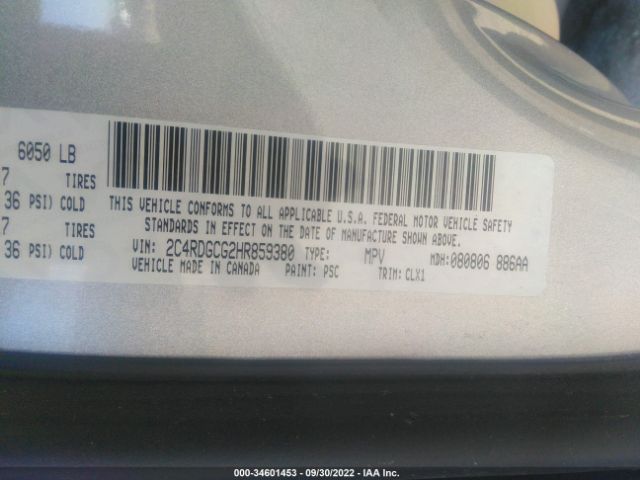 6050 LB
7 TIRES
36 PSI) COLD
7 TIRES
36 PSI) COLD
THIS VEHICLE CONFORMS TO ALL APPLICABLE U.S.A. FEDERAL MOTOR VEHICLE SAFETY
STANDARDS IN EFFECT ON THE DATE OF MANUFACTURE SHOWN ABOVE.
VIN: 2C4RDGCG2HR859380 TYPE: MPV MDH:080806 886AA
VEHICLE MADE IN CANADA PAINT: PSC TRIM: CLX1
000-34601453 - 09/30/2022 - IAA Inc.